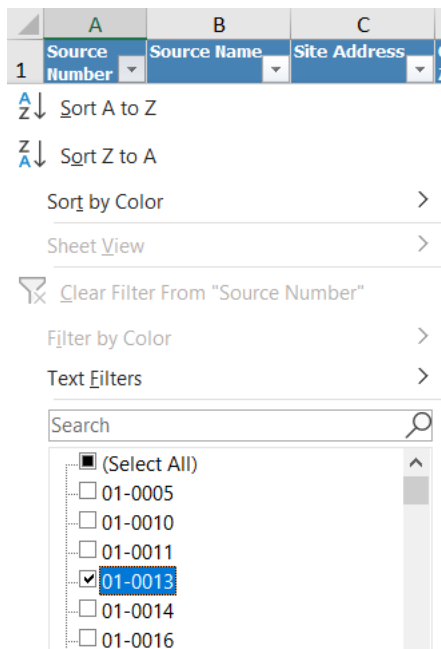 A B C
Source Number Source Name Site Address
1
Sort A to Z
Sort Z to A
Sort by Color
Sheet View
Clear Filter From "Source Number"
Filter by Color
Text Filters
Search
(Select All)
01-0005
01-0010
01-0011
01-0013
01-0014
01-0016